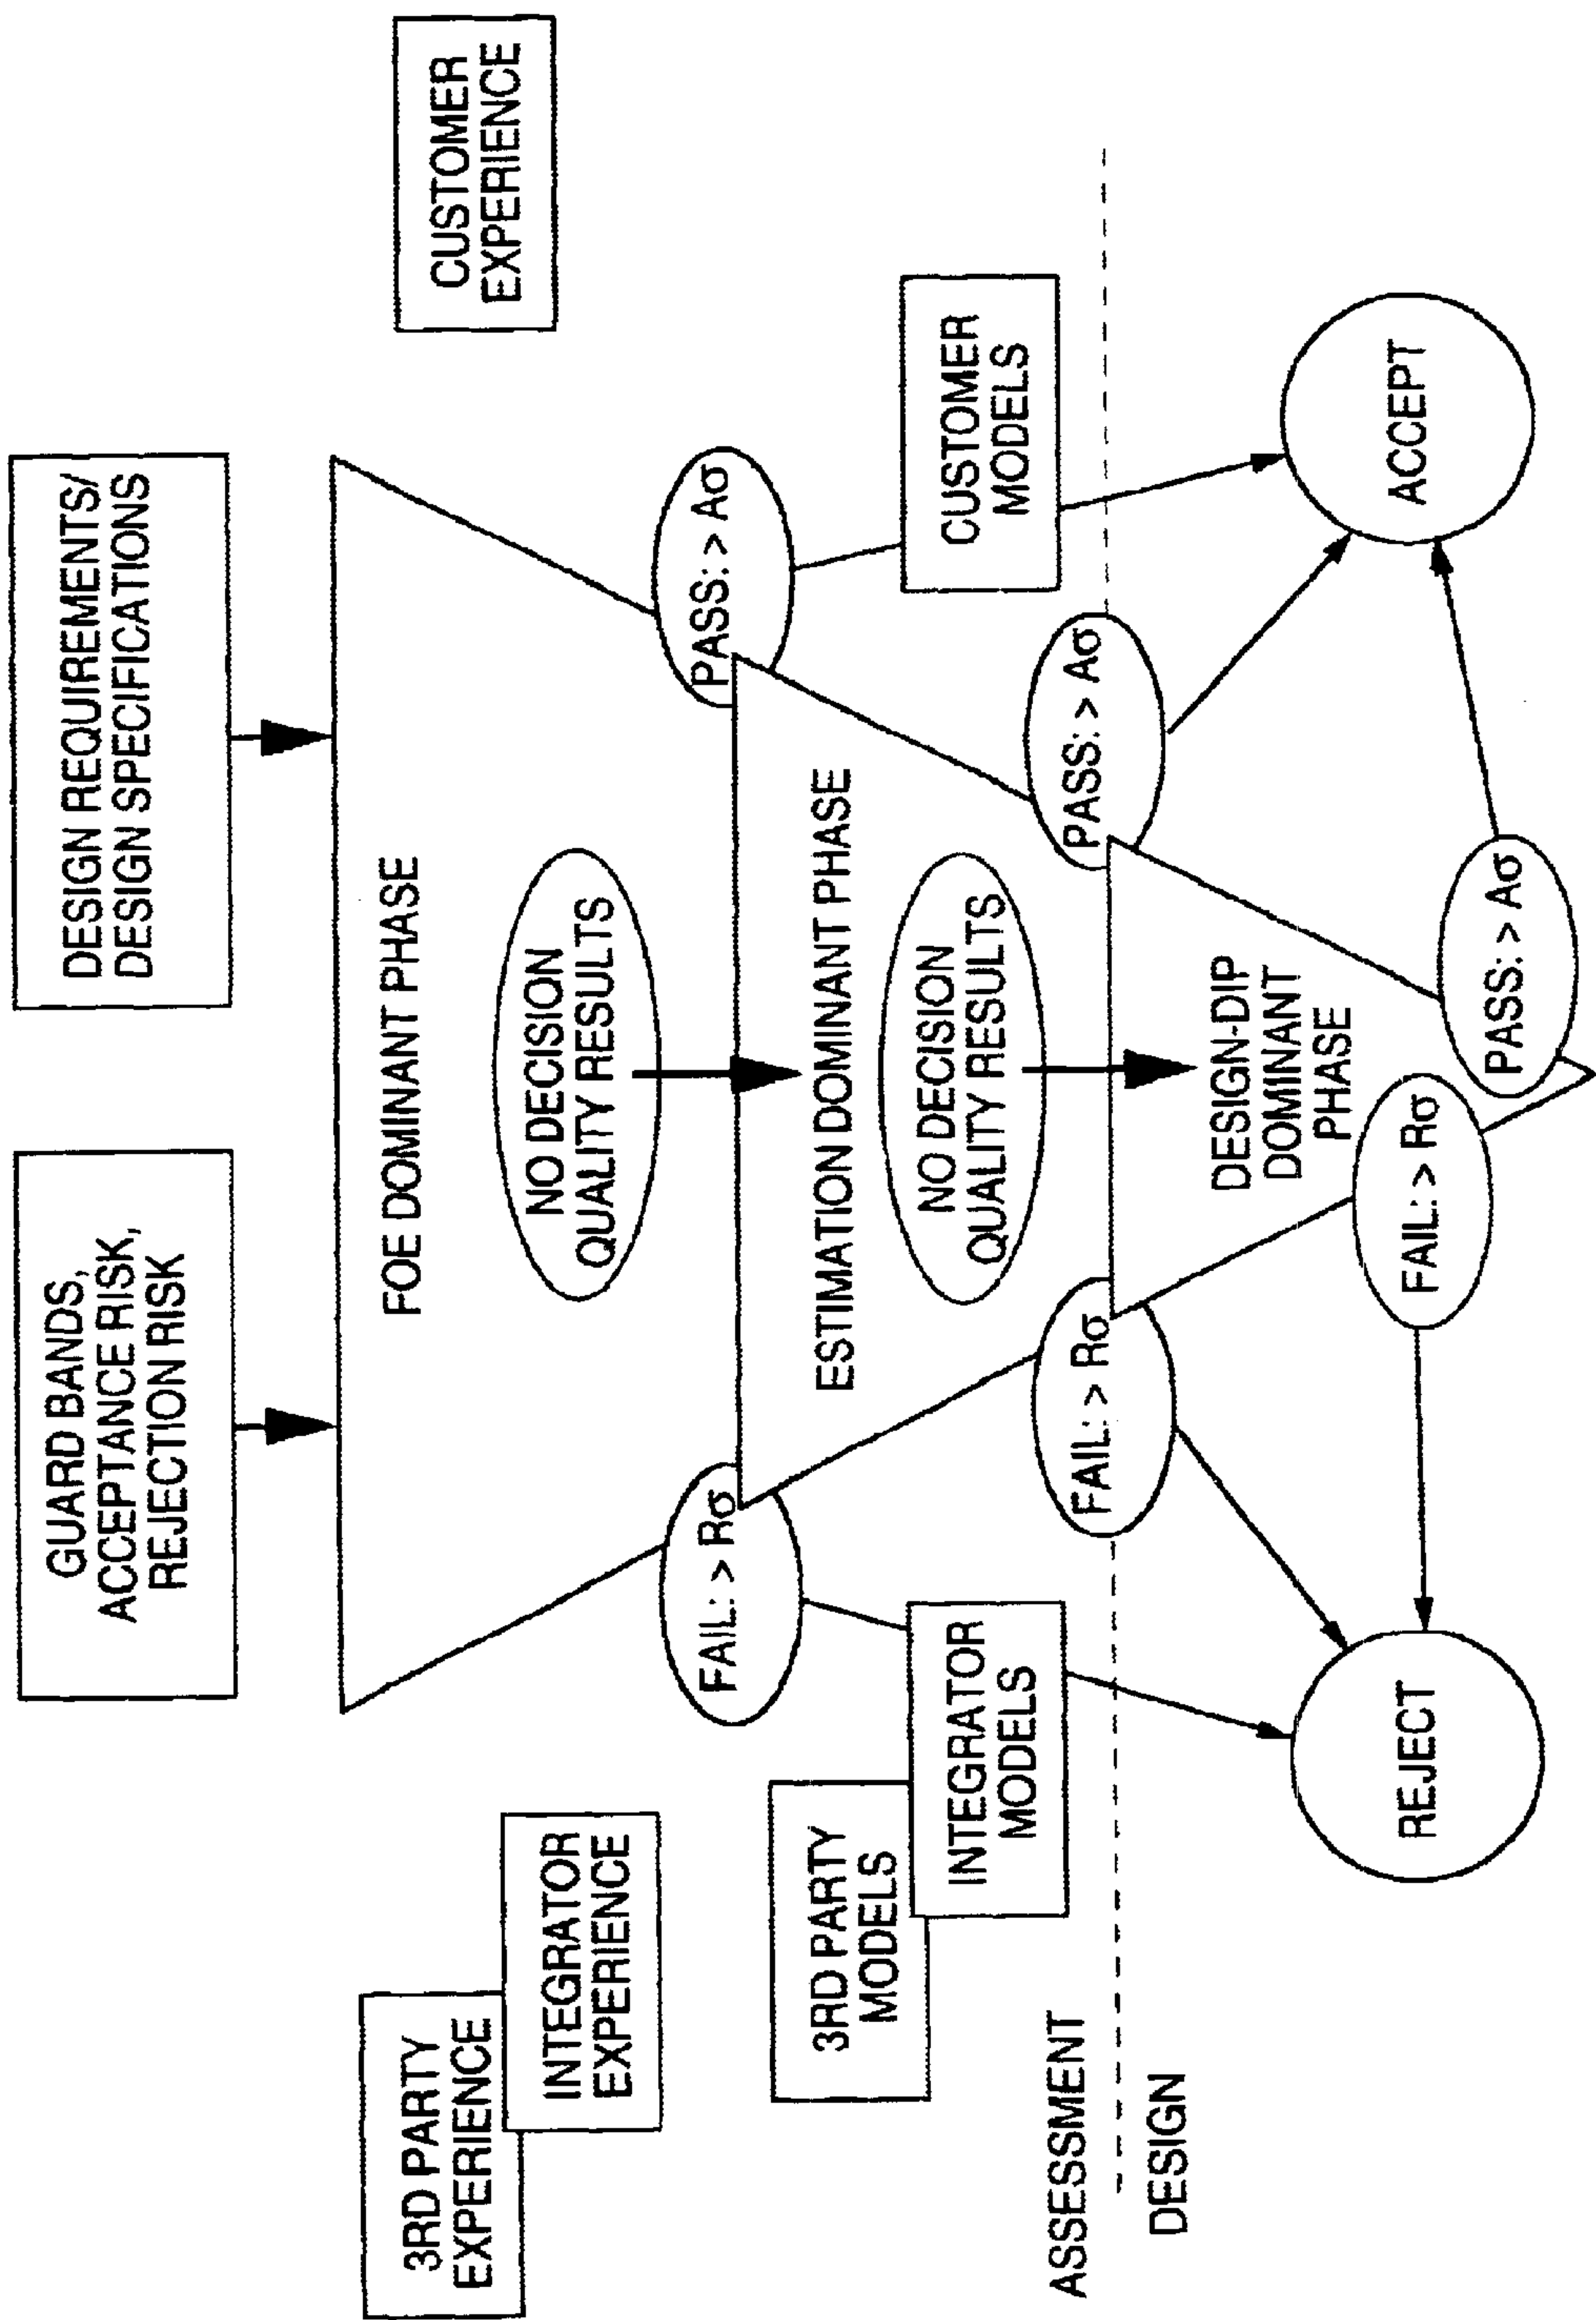 GUARD BANDS,
ACCEPTANCE RISK,
REJECTION RISK
DESIGN REQUIREMENTS/
DESIGN SPECIFICATIONS
3RD PARTY
EXPERIENCE
INTEGRATOR
EXPERIENCE
FOE DOMINANT PHASE
CUSTOMER
EXPERIENCE
NO DECISION
QUALITY RESULTS
FAIL: > Rσ
PASS: > Aσ
3RD PARTY
MODELS
INTEGRATOR
MODELS
ESTIMATION DOMINANT PHASE
CUSTOMER
MODELS
NO DECISION
QUALITY RESULTS
FAIL: > Rσ
PASS: > Aσ
ASSESSMENT
DESIGN
DESIGN-DIP
DOMINANT
PHASE
REJECT
FAIL: > Rσ
PASS: > Aσ
ACCEPT